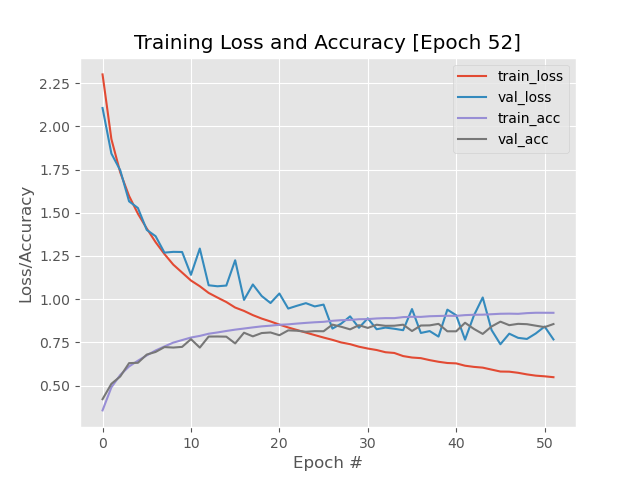 Training Loss and Accuracy [Epoch 52]
train_loss
val_loss
train_acc
val_acc
Loss/Accuracy
2.25
2.00
1.75
1.50
1.25
1.00
0.75
0.50
0 10 20 30 40 50
Epoch #